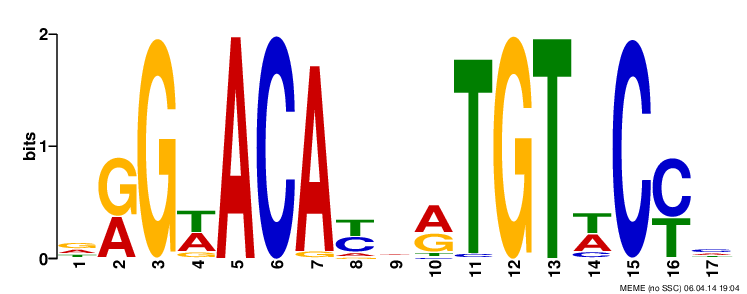 2
bits
1
0
G G G T A C A T A T G T T C C
A A A C G A T
1 2 3 4 5 6 7 8 9 10 11 12 13 14 15 16 17
MEME (no SSC) 06.04.14 19:04